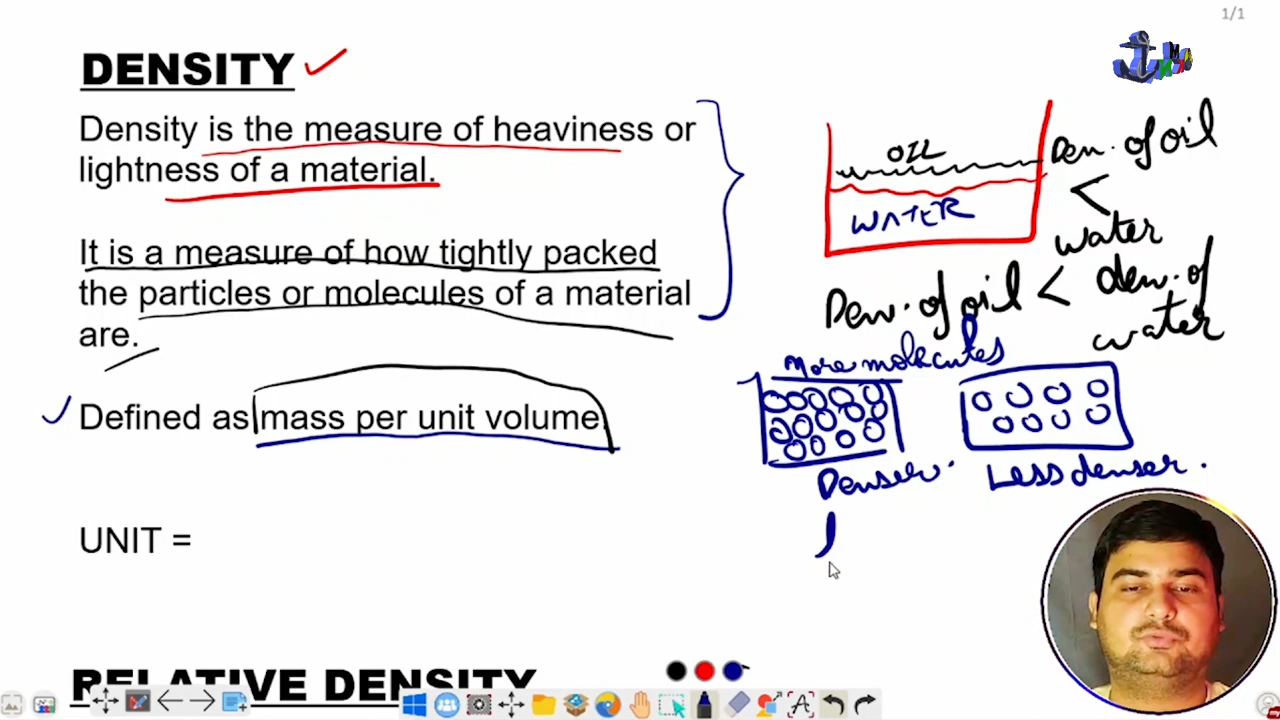 1/1
DENSITY
Density is the measure of heaviness or
lightness of a material.
It is a measure of how tightly packed
the particles or molecules of a material
are.
Defined as mass per unit volume.
UNIT =
RELATIVE DENSITY
OIL
WATER
Den. of oil
<
water
Den. of oil < den. of
water
More molecules
Denser.
Less denser.